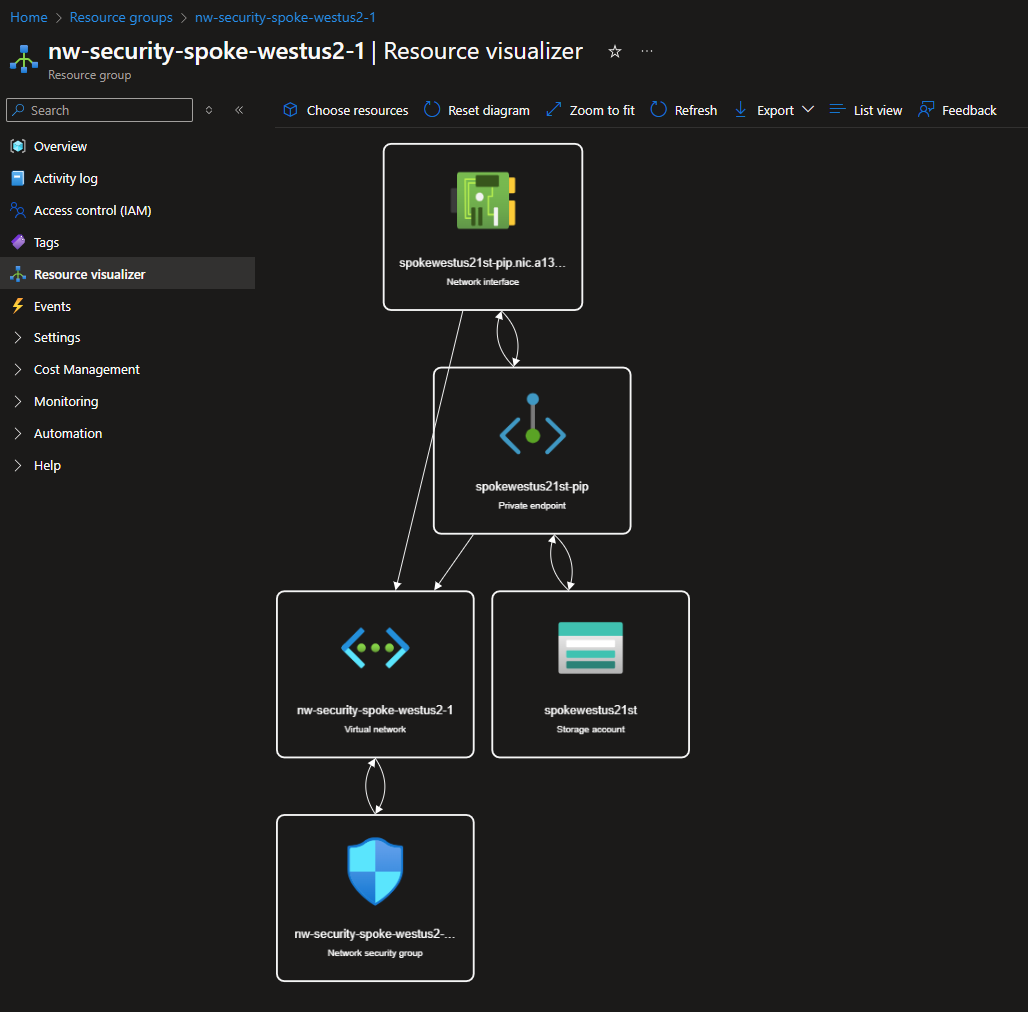 Home > Resource groups > nw-security-spoke-westus2-1
nw-security-spoke-westus2-1 | Resource visualizer
Resource group
Search
Choose resources Reset diagram Zoom to fit Refresh Export List view Feedback
Overview
Activity log
Access control (IAM)
Tags
Resource visualizer
Events
Settings
Cost Management
Monitoring
Automation
Help
spokewestus21st-pip.nic.a13...
Network interface
spokewestus21st-pip
Private endpoint
nw-security-spoke-westus2-1
Virtual network
spokewestus21st
Storage account
nw-security-spoke-westus2-...
Network security group